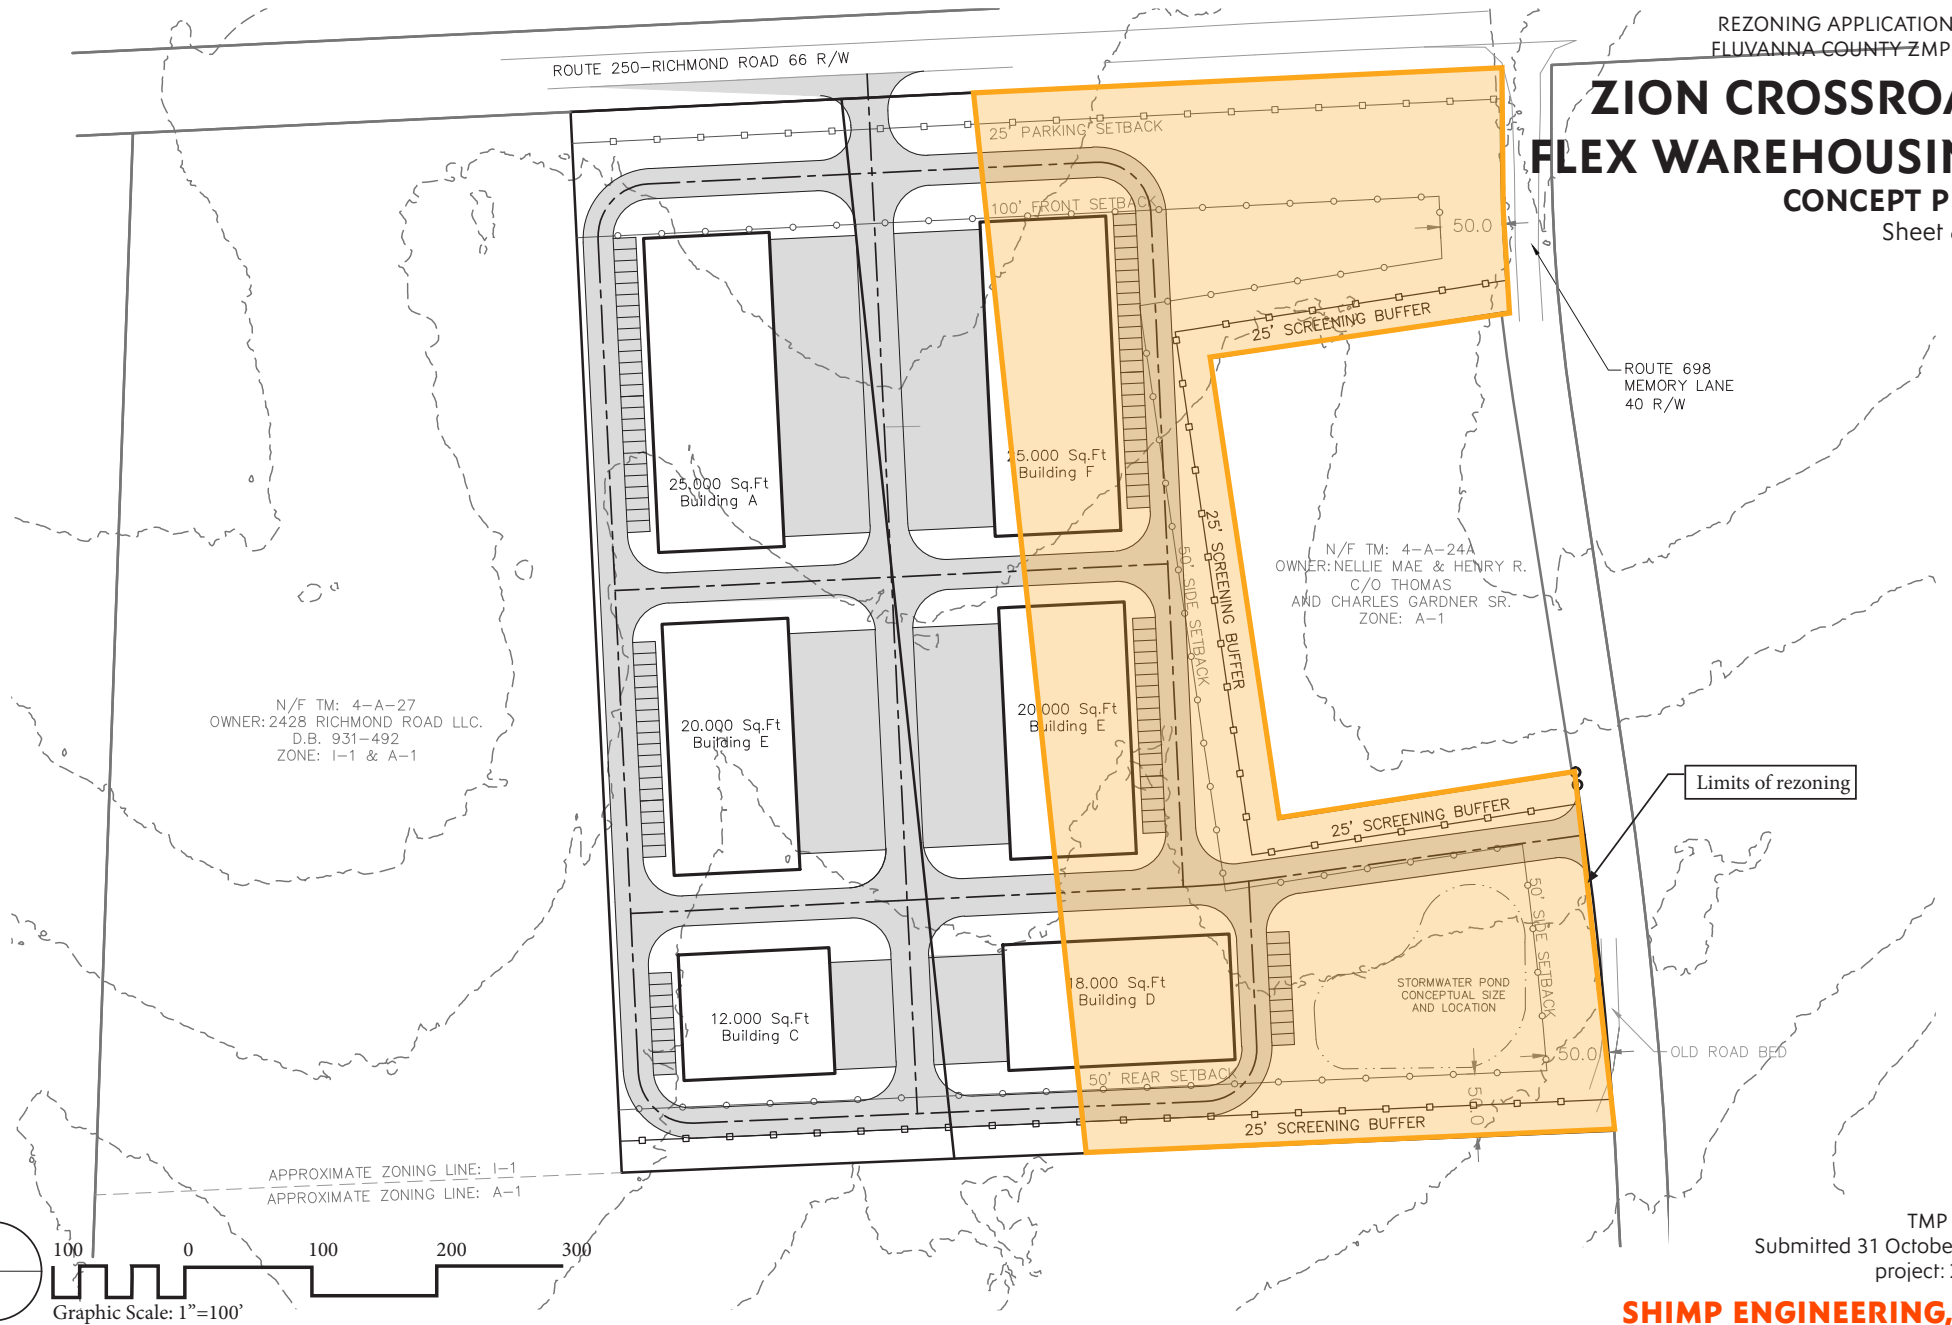 REZONING APPLICATION
FLUVANNA COUNTY ZMP
ZION CROSSROA
FLEX WAREHOUSIN
CONCEPT P
Sheet
ROUTE 250-RICHMOND ROAD 66 R/W
25' PARKING SETBACK
100' FRONT SETBACK
50.0
25' SCREENING BUFFER
ROUTE 698
MEMORY LANE
40 R/W
25.000 Sq.Ft
Building A
25.000 Sq.Ft
Building F
25' SCREENING BUFFER
50' SIDE SETBACK
N/F TM: 4-A-24A
OWNER: NELLIE MAE & HENRY R.
C/O THOMAS
AND CHARLES GARDNER SR.
ZONE: A-1
N/F TM: 4-A-27
OWNER: 2428 RICHMOND ROAD LLC.
D.B. 931-492
ZONE: I-1 & A-1
20.000 Sq.Ft
Building E
20.000 Sq.Ft
Building E
Limits of rezoning
25' SCREENING BUFFER
50' SIDE SETBACK
STORMWATER POND
CONCEPTUAL SIZE
AND LOCATION
18.000 Sq.Ft
Building D
12.000 Sq.Ft
Building C
50.0
OLD ROAD BED
50' REAR SETBACK
50.0
25' SCREENING BUFFER
APPROXIMATE ZONING LINE: I-1
APPROXIMATE ZONING LINE: A-1
100 0 100 200 300
Graphic Scale: 1"=100'
TMP
Submitted 31 Octobe
project:
SHIMP ENGINEERING,